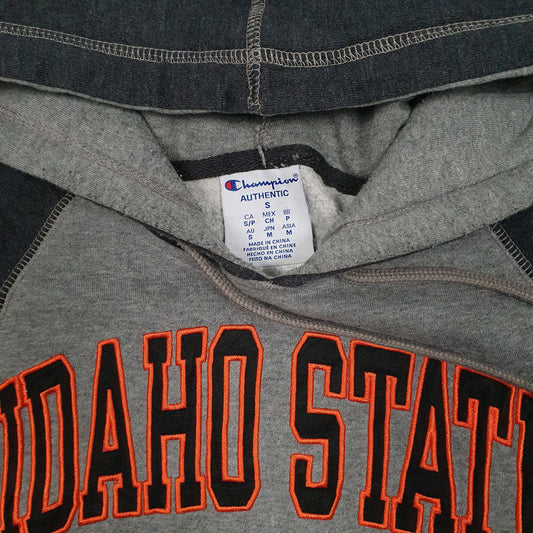 Champion
AUTHENTIC
S
CA MEX BR
S/P CH P
AU JPN ASIA
S M M
MADE IN CHINA
FABRIQUÉ EN CHINE
HECHO EN CHINA
FEITO NA CHINA
IDAHO STATE